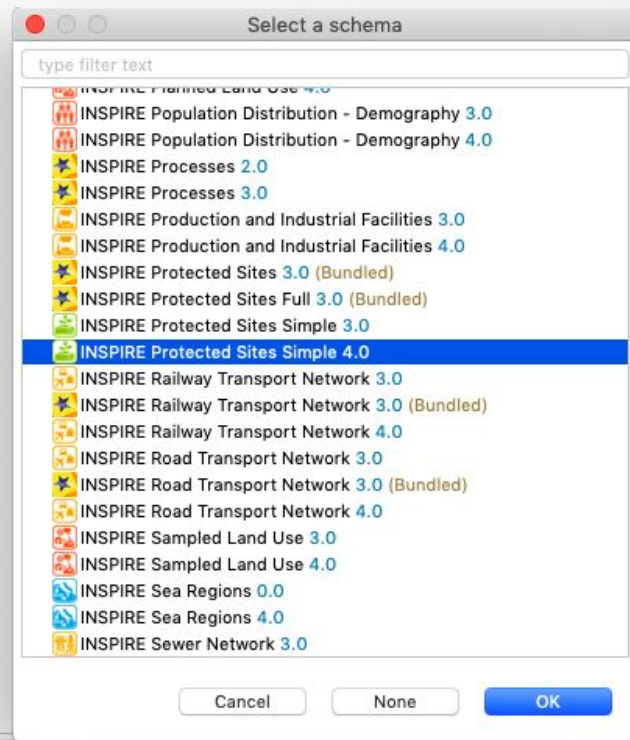 Select a schema
type filter text
INSPIRE Planned Land Use 4.0
INSPIRE Population Distribution - Demography 3.0
INSPIRE Population Distribution - Demography 4.0
INSPIRE Processes 2.0
INSPIRE Processes 3.0
INSPIRE Production and Industrial Facilities 3.0
INSPIRE Production and Industrial Facilities 4.0
INSPIRE Protected Sites 3.0 (Bundled)
INSPIRE Protected Sites Full 3.0 (Bundled)
INSPIRE Protected Sites Simple 3.0
INSPIRE Protected Sites Simple 4.0
INSPIRE Railway Transport Network 3.0
INSPIRE Railway Transport Network 3.0 (Bundled)
INSPIRE Railway Transport Network 4.0
INSPIRE Road Transport Network 3.0
INSPIRE Road Transport Network 3.0 (Bundled)
INSPIRE Road Transport Network 4.0
INSPIRE Sampled Land Use 3.0
INSPIRE Sampled Land Use 4.0
INSPIRE Sea Regions 0.0
INSPIRE Sea Regions 4.0
INSPIRE Sewer Network 3.0
Cancel None OK